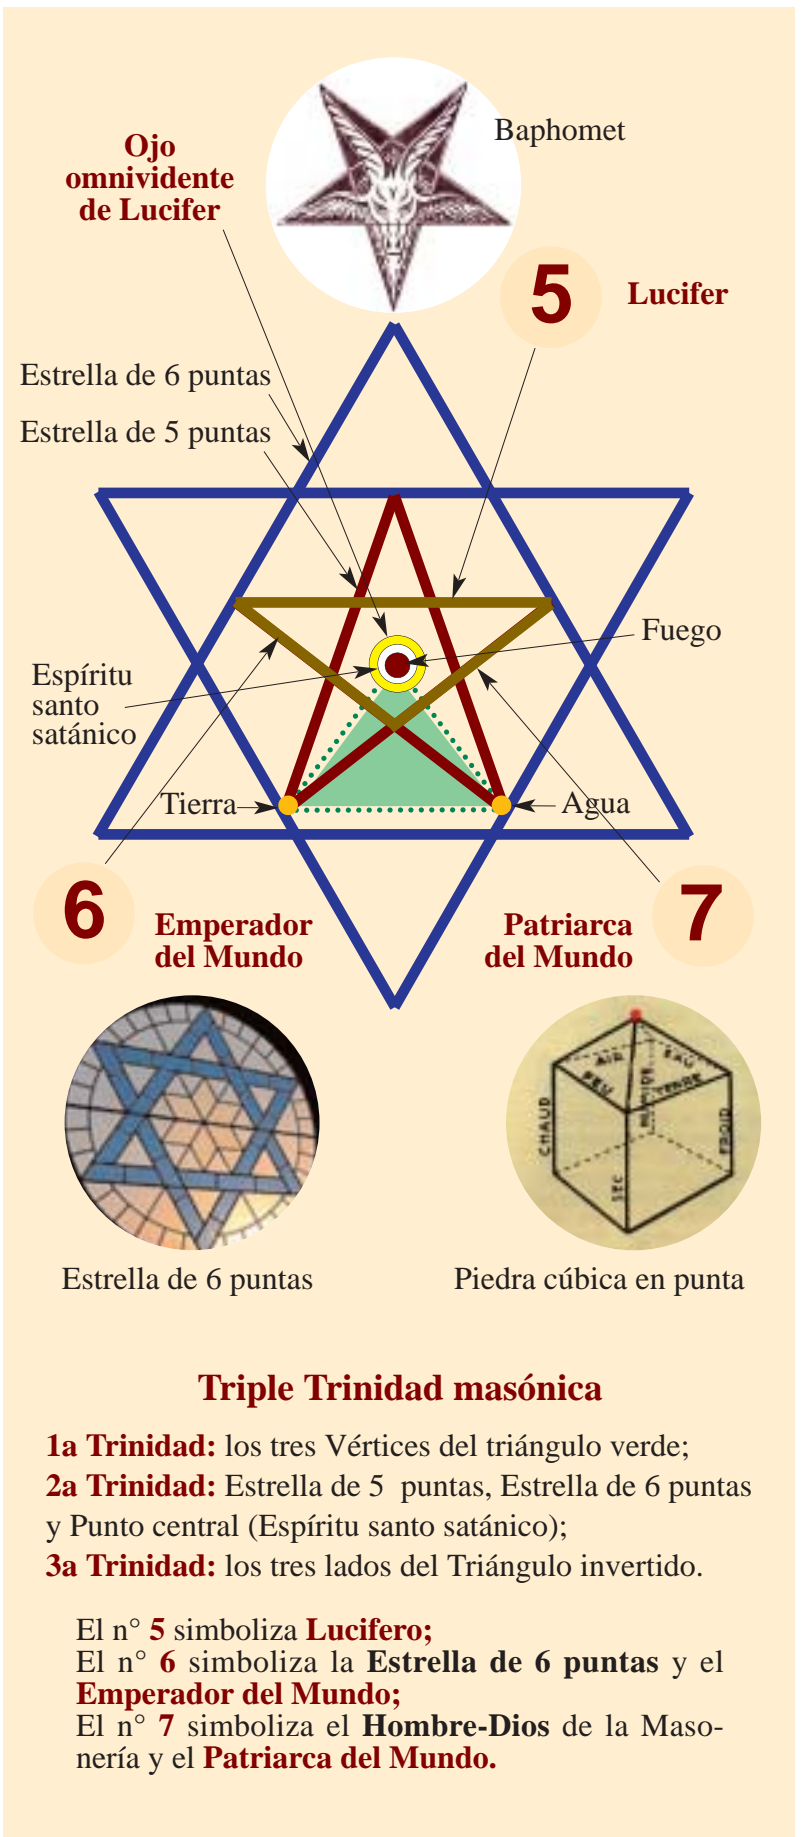 Baphomet
Ojo
omnividente
de Lucifer
5
Lucifer
Estrella de 6 puntas
Estrella de 5 puntas
Fuego
Espíritu
santo
satánico
Tierra
Agua
6
Emperador
del Mundo
Patriarca
del Mundo
7
AIR
EAU
FEU
TERRE
HUMIDE
CHAUD
FROID
SEC
Estrella de 6 puntas
Piedra cúbica en punta
Triple Trinidad masónica
1a Trinidad: los tres Vértices del triángulo verde;
2a Trinidad: Estrella de 5 puntas, Estrella de 6 puntas
y Punto central (Espíritu santo satánico);
3a Trinidad: los tres lados del Triángulo invertido.
El n° 5 simboliza Lucifero;
El n° 6 simboliza la Estrella de 6 puntas y el
Emperador del Mundo;
El n° 7 simboliza el Hombre-Dios de la Maso-
nería y el Patriarca del Mundo.